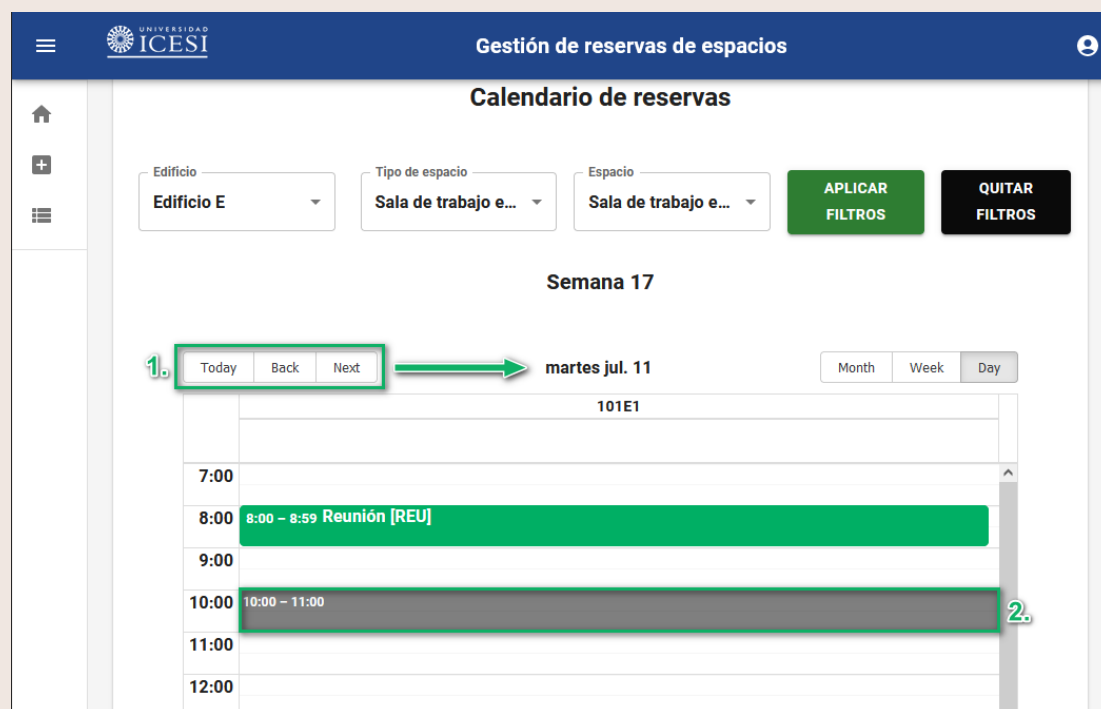 UNIVERSIDAD
ICESI
Gestión de reservas de espacios
Calendario de reservas
Edificio
Edificio E
Tipo de espacio
Sala de trabajo e...
Espacio
Sala de trabajo e...
APLICAR
FILTROS
QUITAR
FILTROS
Semana 17
1.
Today Back Next
martes jul. 11
Month Week Day
101E1
7:00
8:00 8:00 – 8:59 Reunión [REU]
9:00
10:00 10:00 – 11:00
2.
11:00
12:00